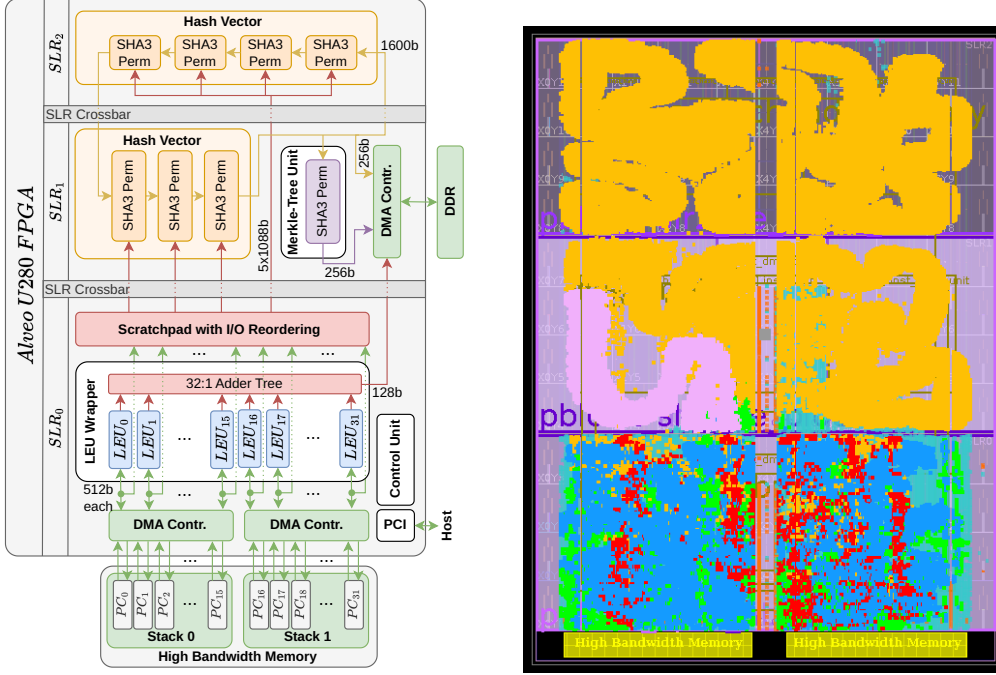 Alveo U280 FPGA
SLR2
Hash Vector
SHA3 Perm
SHA3 Perm
SHA3 Perm
SHA3 Perm
1600b
SLR Crossbar
SLR1
Hash Vector
SHA3 Perm
SHA3 Perm
SHA3 Perm
5x1088b
Merkle-Tree Unit
SHA3 Perm
256b
256b
DMA Contr.
DDR
SLR Crossbar
SLR0
Scratchpad with I/O Reordering
... ... ...
LEU Wrapper
32:1 Adder Tree
128b
LEU0
LEU1
...
LEU15
LEU16
LEU17
...
LEU31
512b
each
... ...
Control Unit
DMA Contr.
DMA Contr.
PCI
Host
... ...
PC0
PC1
PC2
...
PC15
PC16
PC17
PC18
...
PC31
Stack 0
Stack 1
High Bandwidth Memory
SLR2
SLR1
SLR0
High Bandwidth Memory
High Bandwidth Memory